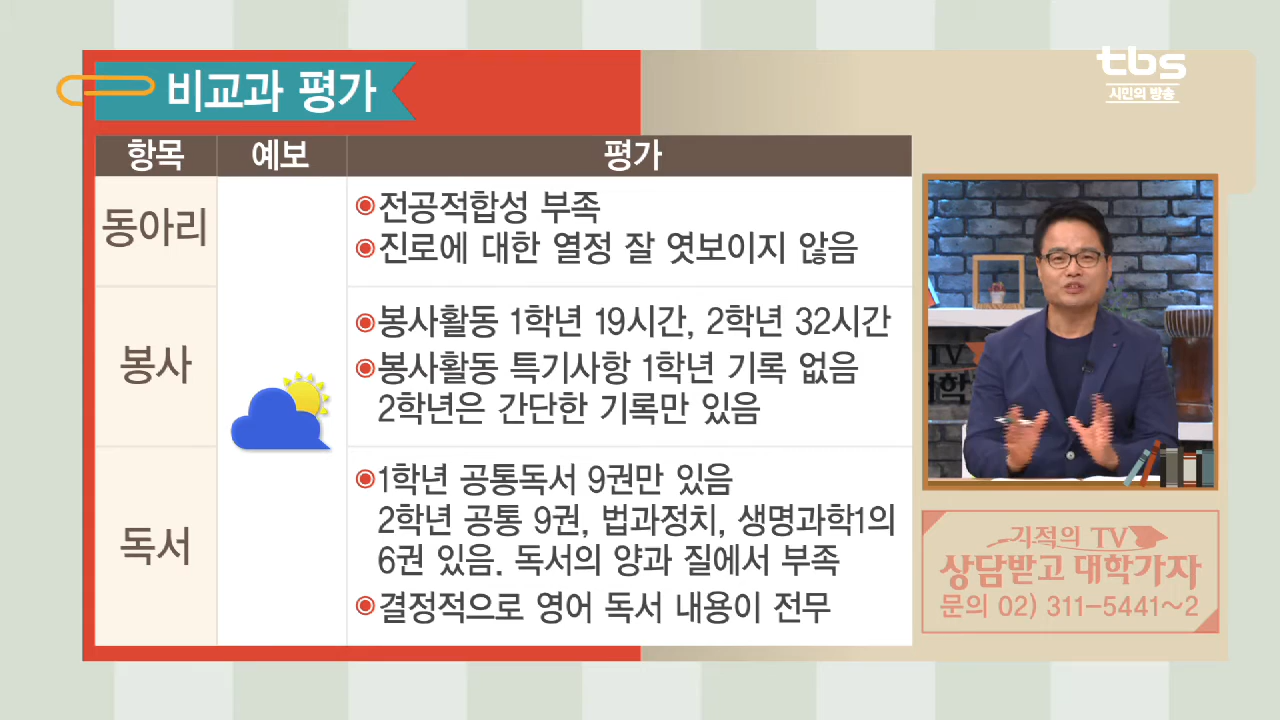 비교과 평가
tbs
시민의 방송
항목 예보 평가
동아리
◉전공적합성 부족
◉진로에 대한 열정 잘 엿보이지 않음
봉사
◉봉사활동 1학년 19시간, 2학년 32시간
◉봉사활동 특기사항 1학년 기록 없음
2학년은 간단한 기록만 있음
독서
◉1학년 공통독서 9권만 있음
2학년 공통 9권, 법과정치, 생명과학1의
6권 있음. 독서의 양과 질에서 부족
◉결정적으로 영어 독서 내용이 전무
TV
기적의 TV
상담받고 대학가자
문의 02) 311-5441~2